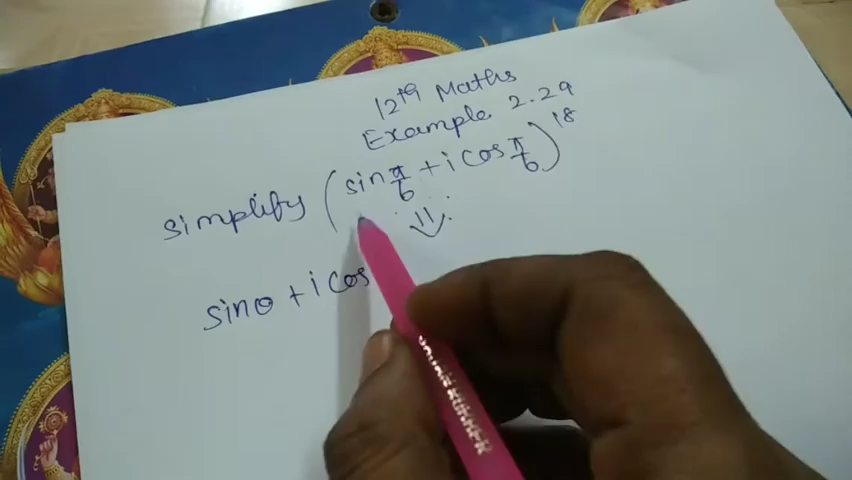 12th Maths
Example 2.29
simplify (sin π/6 + i cos π/6)^18
⇓
sinθ + i cos